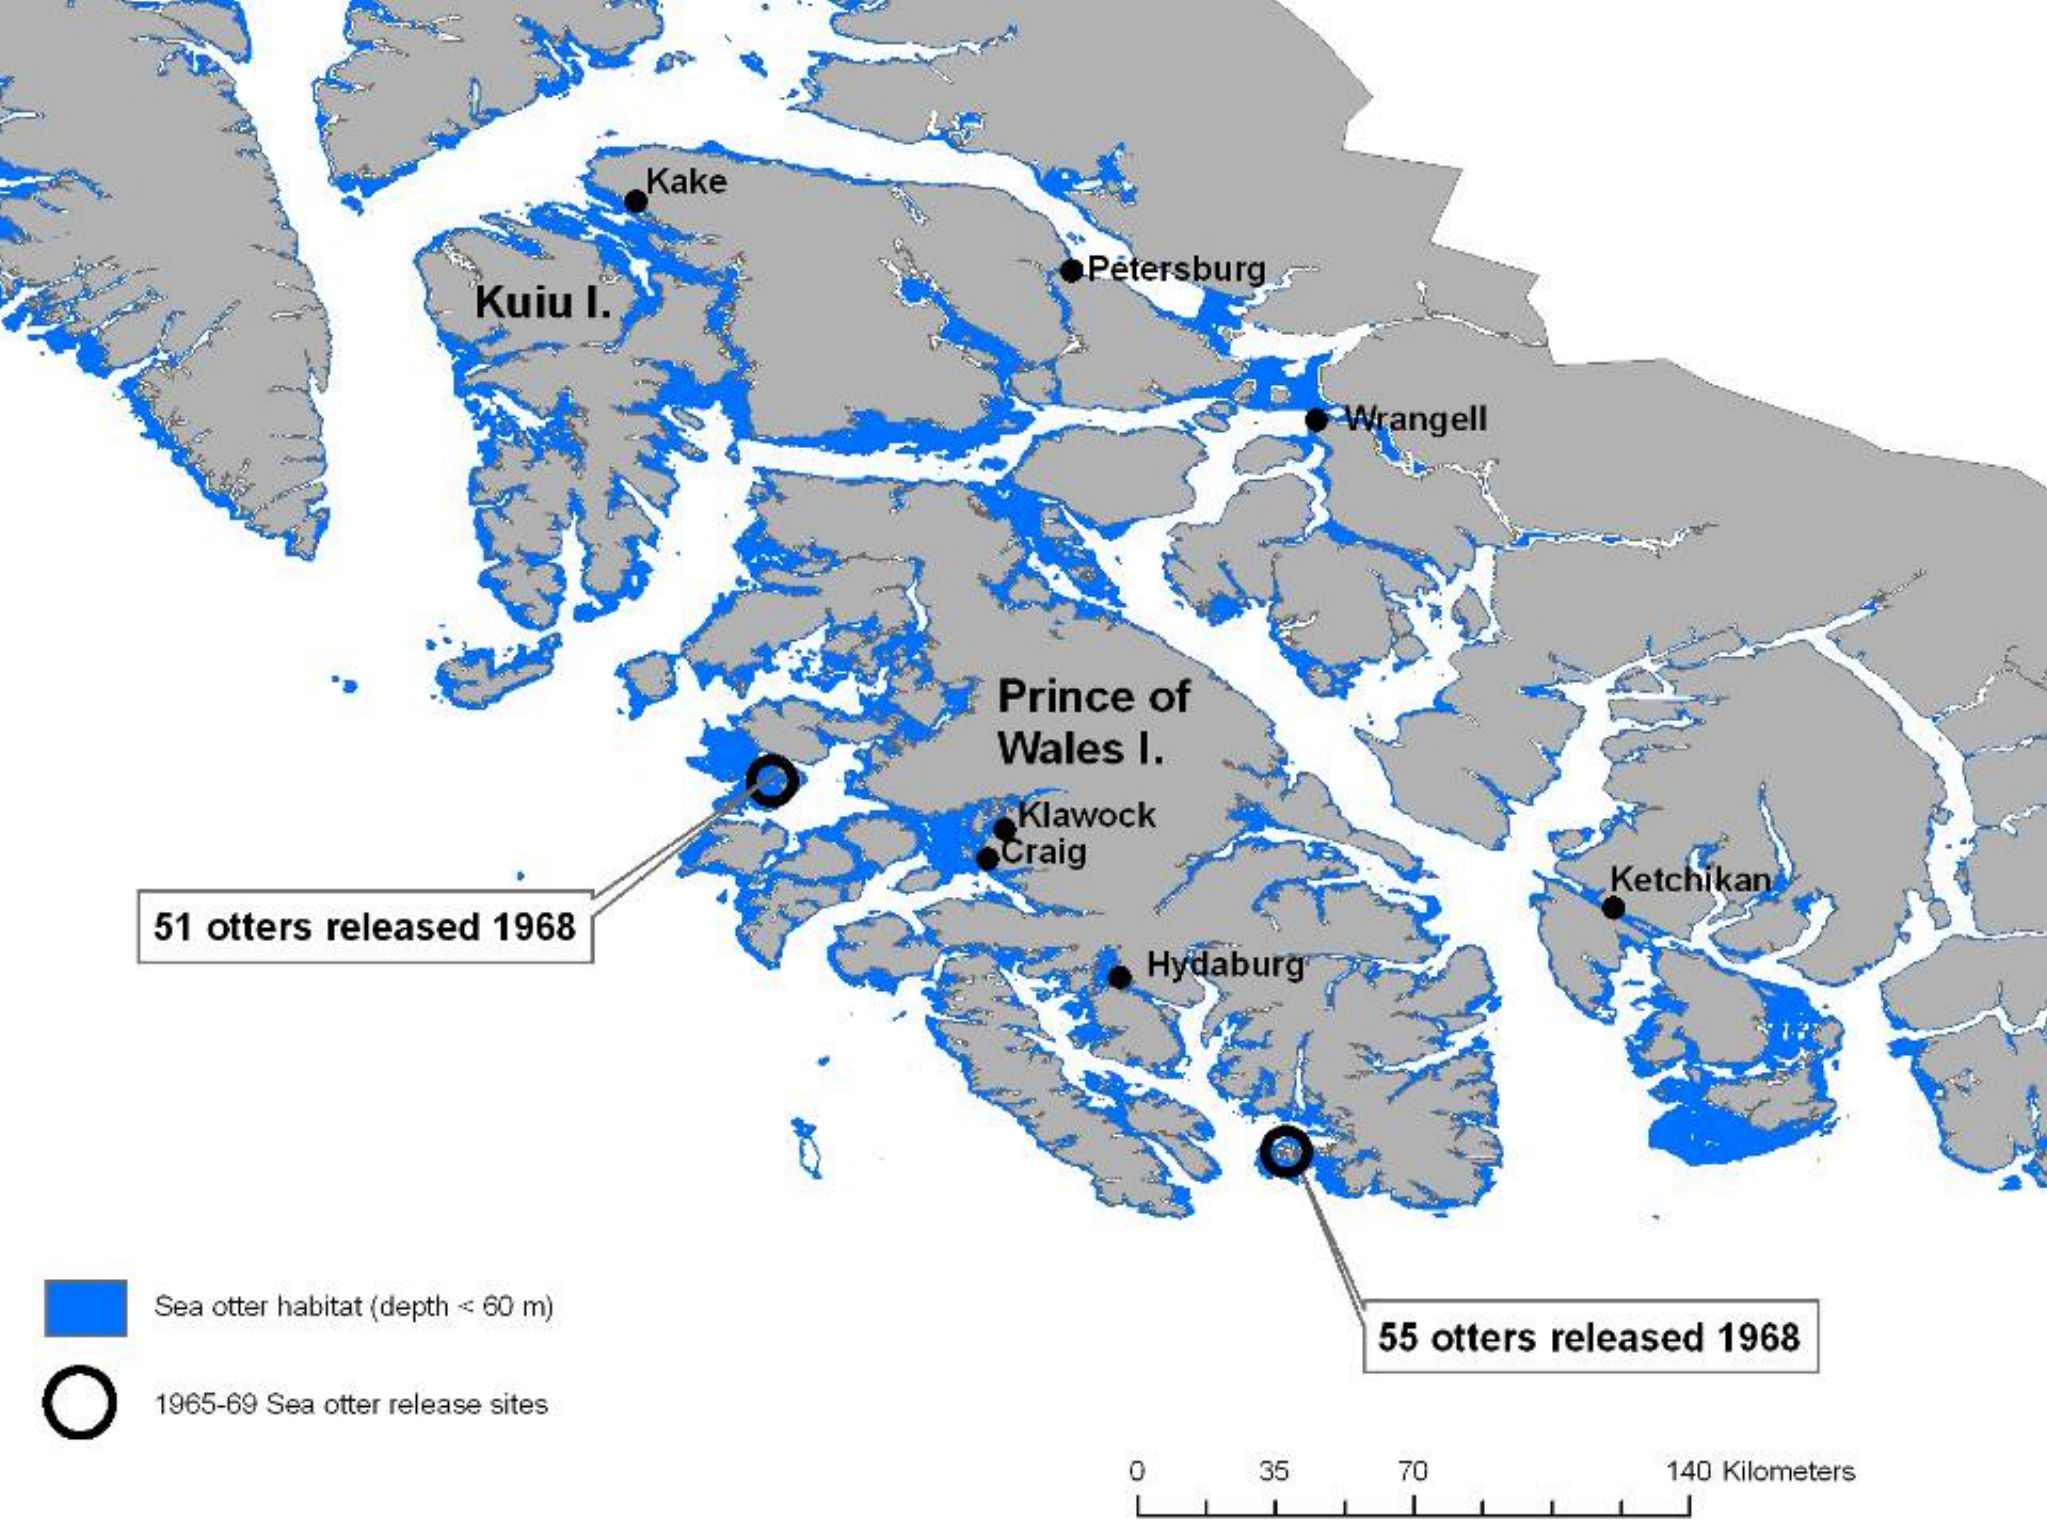 Kake
Petersburg
Kuiu I.
Wrangell
Prince of
Wales I.
Klawock
Craig
Ketchikan
51 otters released 1968
Hydaburg
55 otters released 1968
Sea otter habitat (depth < 60 m)
1965-69 Sea otter release sites
0 35 70 140 Kilometers